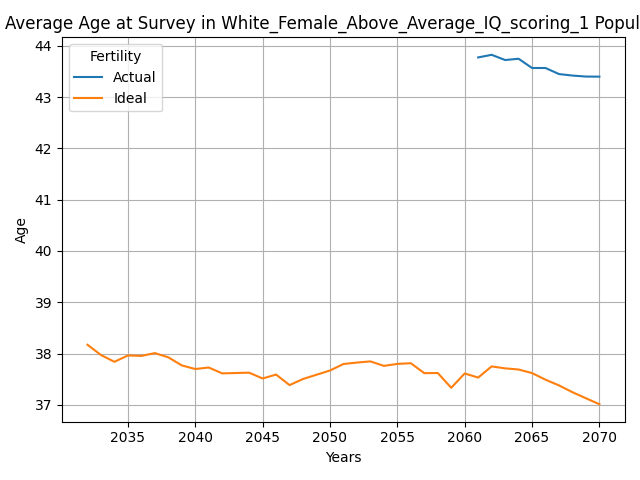 Average Age at Survey in White_Female_Above_Average_IQ_scoring_1 Popul
44
43
42
41
40
39
38
37
Age
Fertility
Actual
Ideal
2035 2040 2045 2050 2055 2060 2065 2070
Years